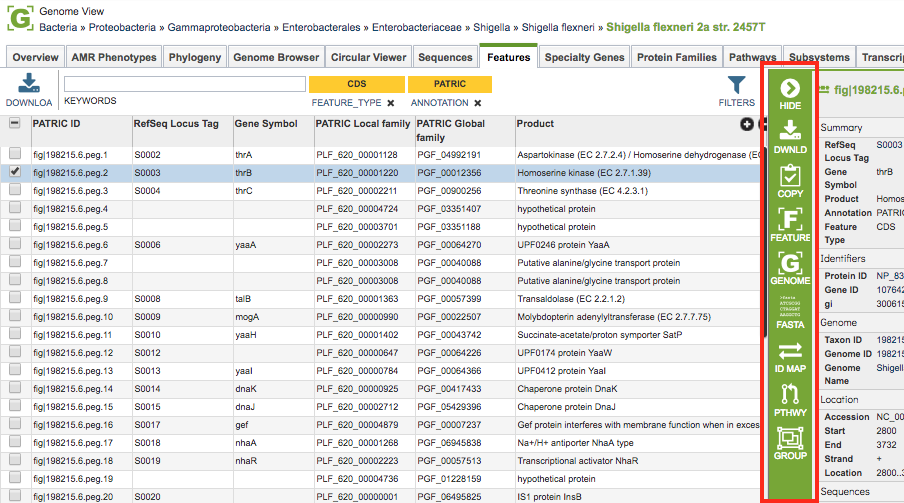 Genome View
Bacteria » Proteobacteria » Gammaproteobacteria » Enterobacterales » Enterobacteriaceae » Shigella » Shigella flexneri » Shigella flexneri 2a str. 2457T
Overview AMR Phenotypes Phylogeny Genome Browser Circular Viewer Sequences Features Specialty Genes Protein Families Pathways Subsystems Transcrip
DOWNLOA KEYWORDS CDS FEATURE_TYPE ✕ PATRIC ANNOTATION ✕ FILTERS
PATRIC ID RefSeq Locus Tag Gene Symbol PATRIC Local family PATRIC Global family Product
fig|198215.6.peg.1 S0002 thrA PLF_620_00001128 PGF_04992191 Aspartokinase (EC 2.7.2.4) / Homoserine dehydrogenase (EC
fig|198215.6.peg.2 S0003 thrB PLF_620_00001220 PGF_00012356 Homoserine kinase (EC 2.7.1.39)
fig|198215.6.peg.3 S0004 thrC PLF_620_00002211 PGF_00900256 Threonine synthase (EC 4.2.3.1)
fig|198215.6.peg.4 PLF_620_00004724 PGF_03351407 hypothetical protein
fig|198215.6.peg.5 PLF_620_00003701 PGF_03351188 hypothetical protein
fig|198215.6.peg.6 S0006 yaaA PLF_620_00002273 PGF_00064270 UPF0246 protein YaaA
fig|198215.6.peg.7 PLF_620_00003008 PGF_00040088 Putative alanine/glycine transport protein
fig|198215.6.peg.8 PLF_620_00003008 PGF_00040081 Putative alanine/glycine transport protein
fig|198215.6.peg.9 S0008 talB PLF_620_00001363 PGF_00057399 Transaldolase (EC 2.2.1.2)
fig|198215.6.peg.10 S0009 mogA PLF_620_00000990 PGF_00022507 Molybdopterin adenylyltransferase (EC 2.7.7.75)
fig|198215.6.peg.11 S0010 yaaH PLF_620_00001402 PGF_00043742 Succinate-acetate/proton symporter SatP
fig|198215.6.peg.12 S0012 PLF_620_00000647 PGF_00064226 UPF0174 protein YaaW
fig|198215.6.peg.13 S0013 yaaI PLF_620_00000784 PGF_00064366 UPF0412 protein YaaI
fig|198215.6.peg.14 S0014 dnaK PLF_620_00000925 PGF_00417433 Chaperone protein DnaK
fig|198215.6.peg.15 S0015 dnaJ PLF_620_00002712 PGF_05429396 Chaperone protein DnaJ
fig|198215.6.peg.16 S0017 gef PLF_620_00004879 PGF_00007237 Gef protein interferes with membrane function when in exces
fig|198215.6.peg.17 S0018 nhaA PLF_620_00001268 PGF_06945838 Na+/H+ antiporter NhaA type
fig|198215.6.peg.18 S0019 nhaR PLF_620_00002223 PGF_00057513 Transcriptional activator NhaR
fig|198215.6.peg.19 PLF_620_00004736 PGF_01228159 hypothetical protein
fig|198215.6.peg.20 S0020 PLF_620_00000001 PGF_06495825 IS1 protein InsB
HIDE
DWNLD
COPY
FEATURE
GENOME
FASTA
ID MAP
PTHWY
GROUP
fig|198215.6.p
Summary
RefSeq Locus Tag S0003
Gene Symbol thrB
Product Homos
Annotation PATRIC
Feature Type CDS
Identifiers
Protein ID NP_83
Gene ID 107642
gi 300615
Genome
Taxon ID 198215
Genome ID 198215
Genome Name Shigell
Location
Accession NC_00
Start 2800
End 3732
Strand +
Location 2800..3
Sequences